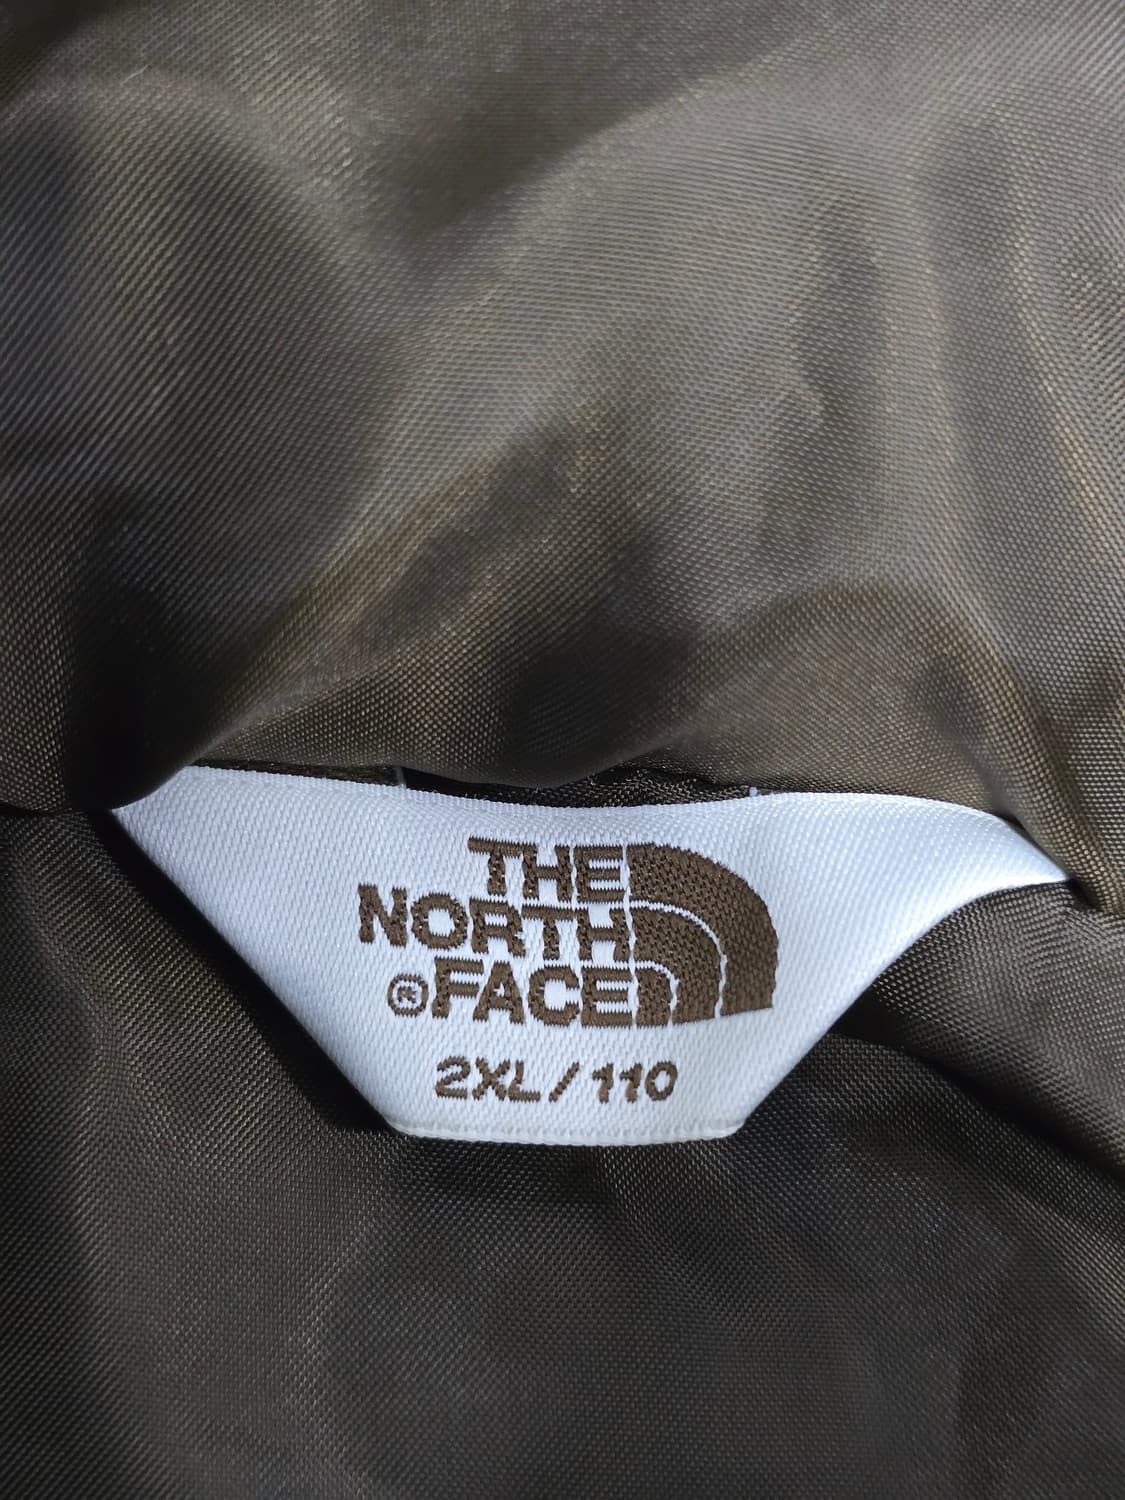 THE
NORTH
®FACE
2XL/110